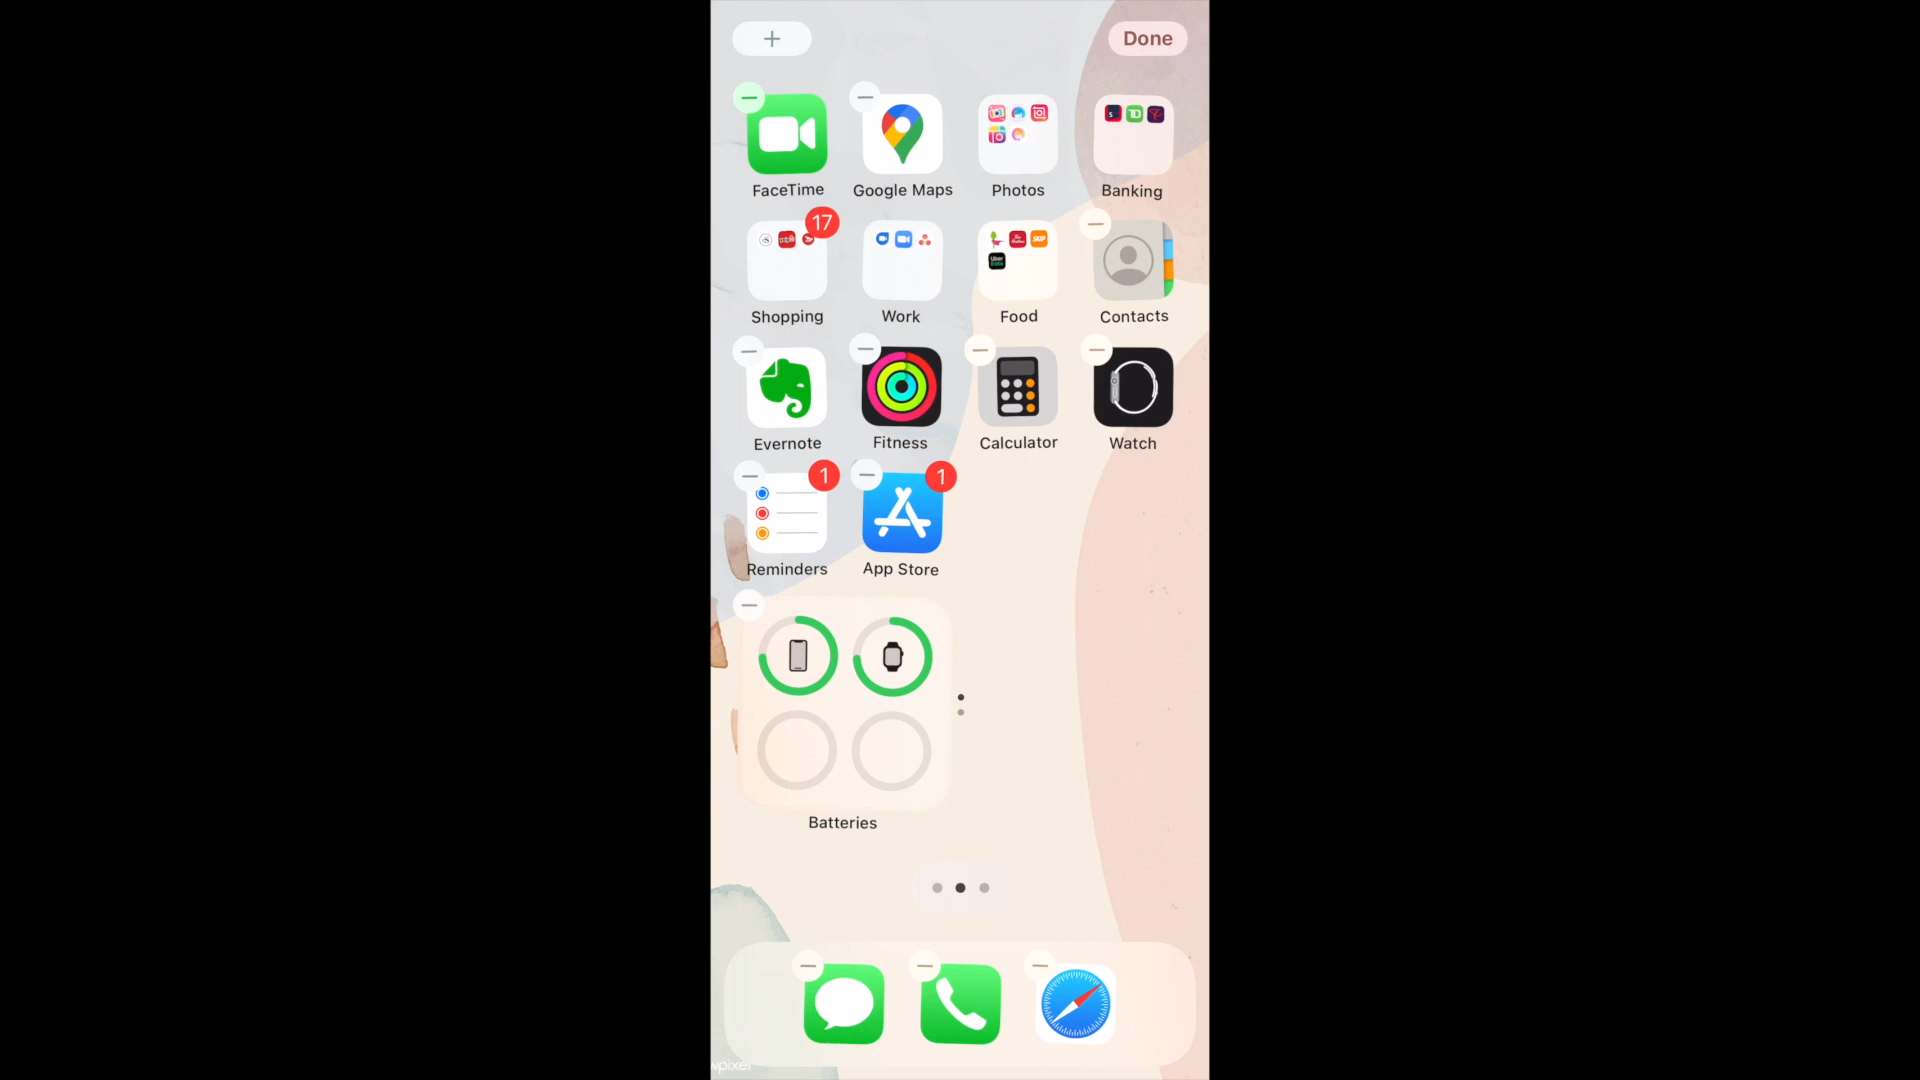 + Done
FaceTime Google Maps Photos Banking
17
Shopping Work Food Contacts
Evernote Fitness Calculator Watch
1 1
Reminders App Store
Batteries